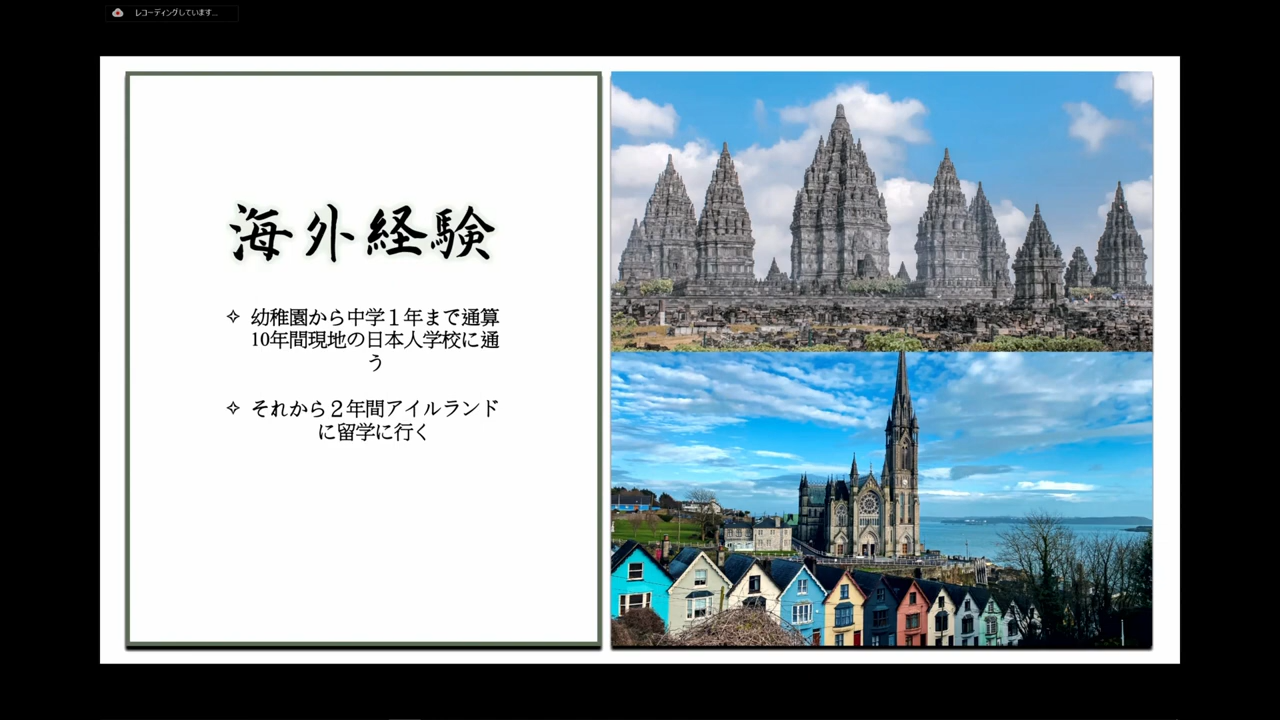 レコーディングしています...
海外経験
✧ 幼稚園から中学１年まで通算
10年間現地の日本人学校に通
う
✧ それから２年間アイルランド
に留学に行く